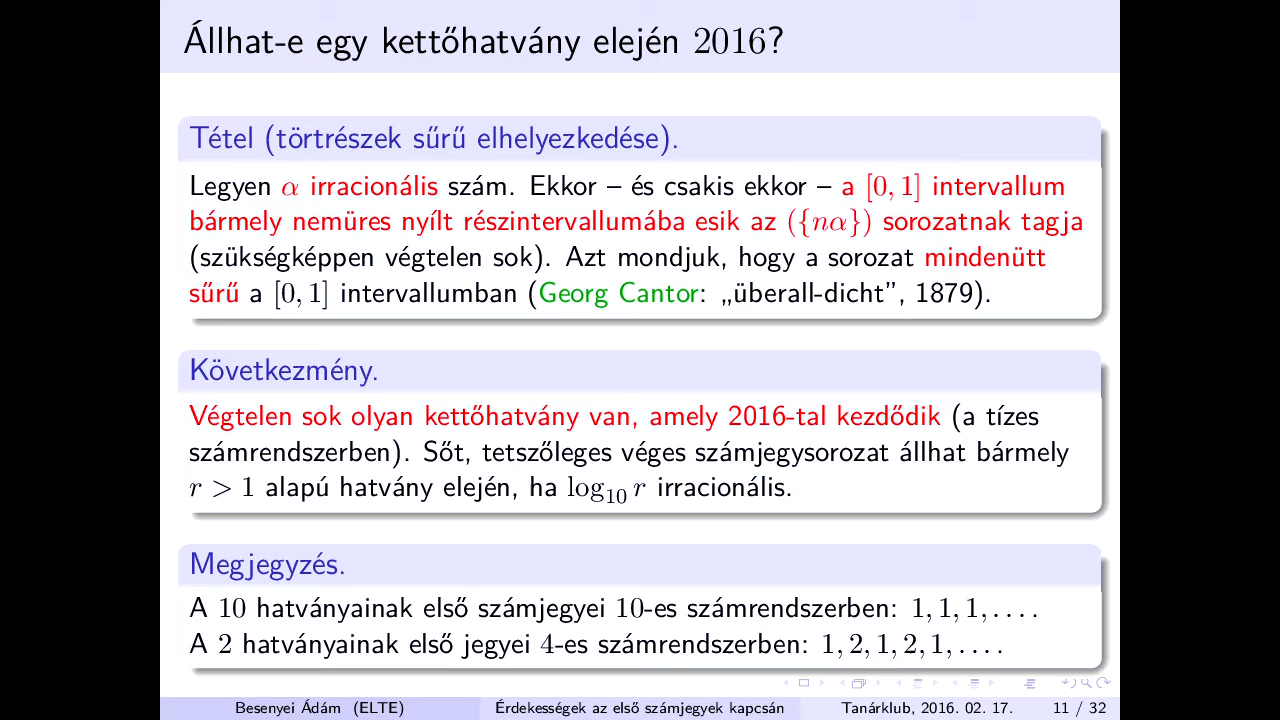 Állhat-e egy kettőhatvány elején 2016?
Tétel (törtrészek sűrű elhelyezkedése).
Legyen α irracionális szám. Ekkor – és csakis ekkor – a [0, 1] intervallum
bármely nemüres nyílt részintervallumába esik az ({nα}) sorozatnak tagja
(szükségképpen végtelen sok). Azt mondjuk, hogy a sorozat mindenütt
sűrű a [0, 1] intervallumban (Georg Cantor: „überall-dicht”, 1879).
Következmény.
Végtelen sok olyan kettőhatvány van, amely 2016-tal kezdődik (a tízes
számrendszerben). Sőt, tetszőleges véges számjegysorozat állhat bármely
r > 1 alapú hatvány elején, ha log₁₀ r irracionális.
Megjegyzés.
A 10 hatványainak első számjegyei 10-es számrendszerben: 1, 1, 1, . . . .
A 2 hatványainak első jegyei 4-es számrendszerben: 1, 2, 1, 2, 1, . . . .
Besenyei Ádám (ELTE) Érdekességek az első számjegyek kapcsán Tanárklub, 2016. 02. 17. 11 / 32